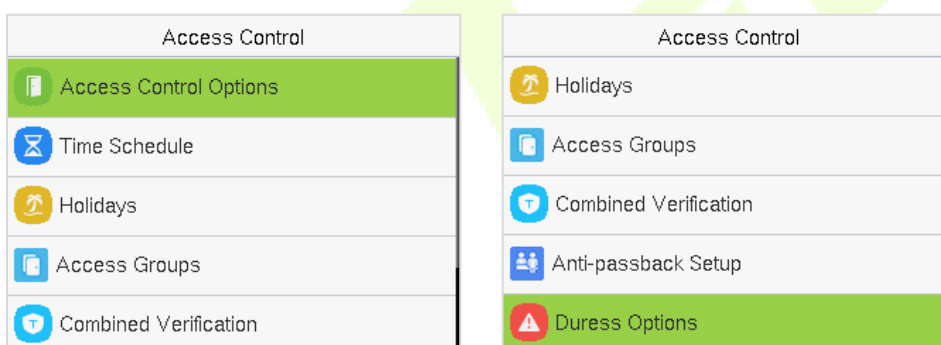 Access Control
Access Control Options
Time Schedule
Holidays
Access Groups
Combined Verification
Access Control
Holidays
Access Groups
Combined Verification
Anti-passback Setup
Duress Options